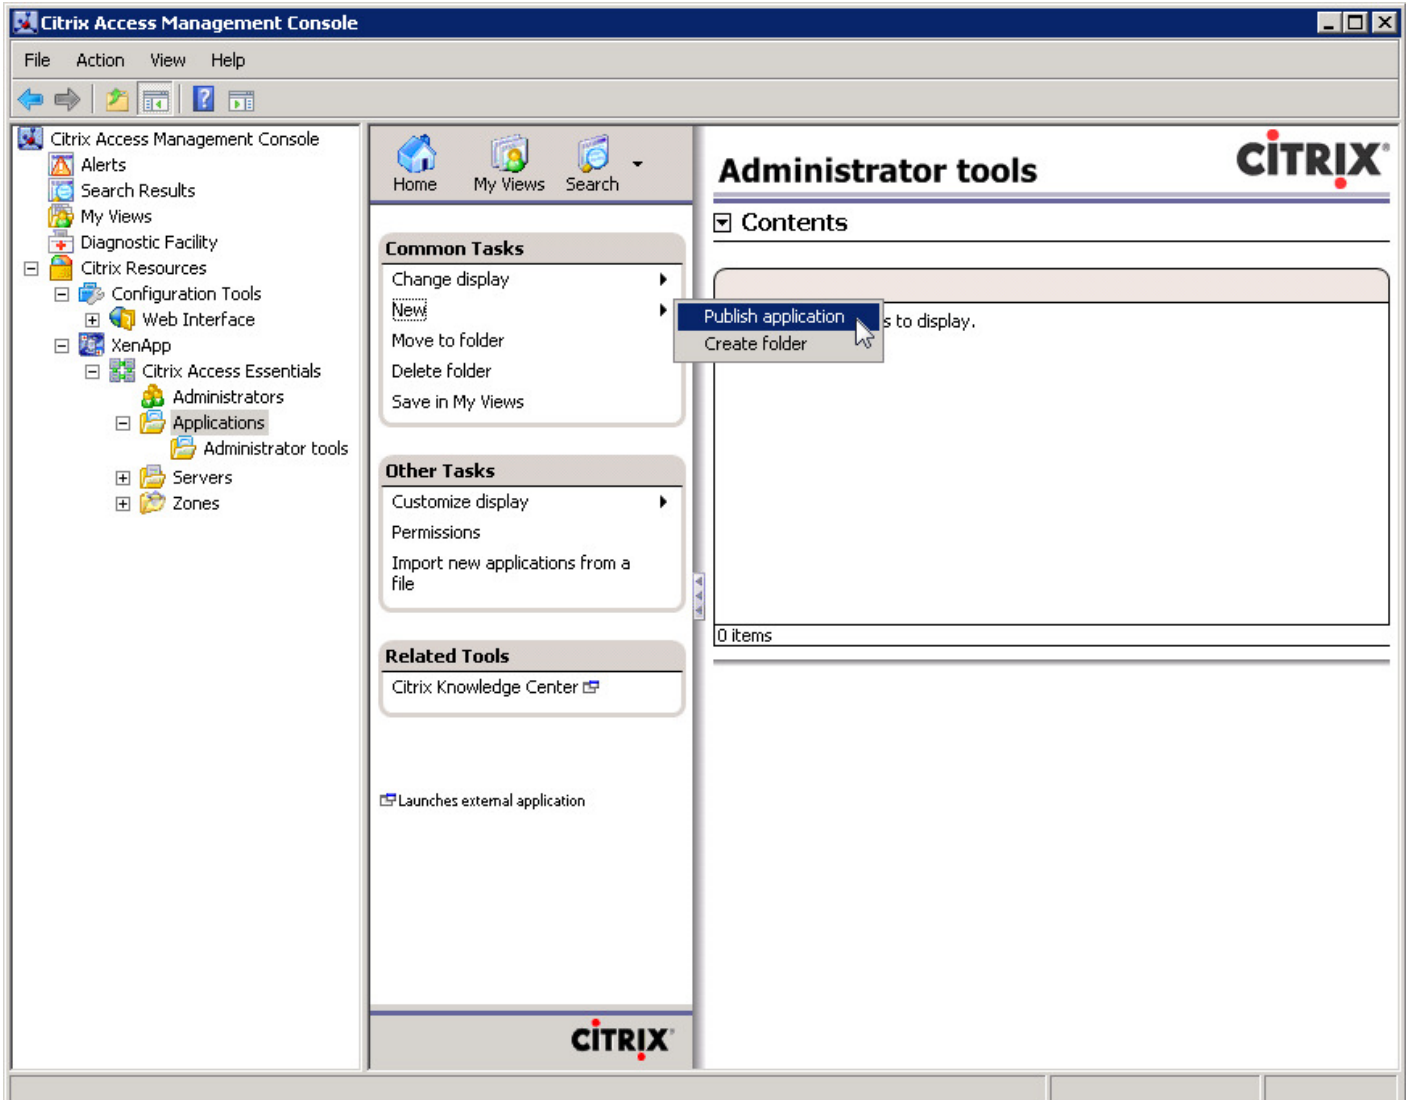 Citrix Access Management Console
File Action View Help
Citrix Access Management Console
Alerts
Search Results
My Views
Diagnostic Facility
Citrix Resources
Configuration Tools
Web Interface
XenApp
Citrix Access Essentials
Administrators
Applications
Administrator tools
Servers
Zones
Home My Views Search
Common Tasks
Change display
New
Move to folder
Delete folder
Save in My Views
Other Tasks
Customize display
Permissions
Import new applications from a
file
Related Tools
Citrix Knowledge Center
Launches external application
CITRIX
Administrator tools
CITRIX
Contents
Publish application
Create folder
s to display.
0 items